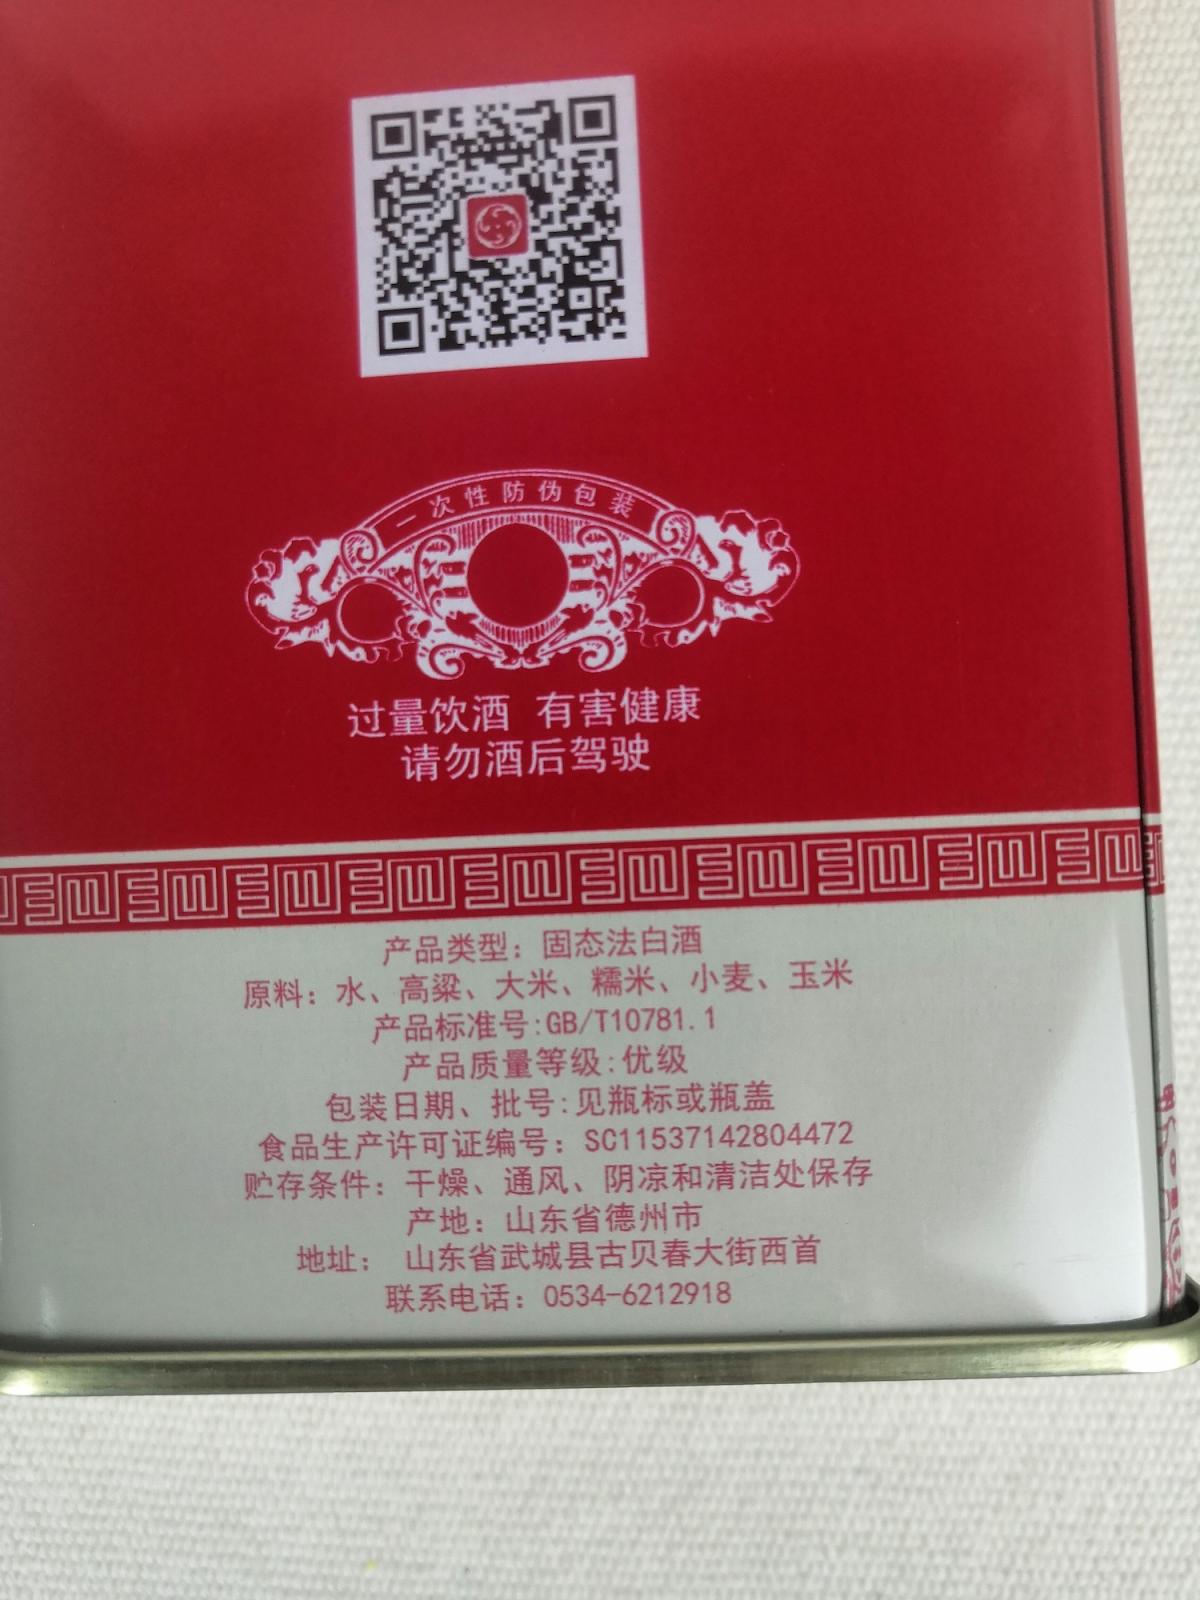 一次性防伪包装
过量饮酒 有害健康
请勿酒后驾驶
产品类型：固态法白酒
原料：水、高粱、大米、糯米、小麦、玉米
产品标准号:GB/T10781.1
产品质量等级:优级
包装日期、批号:见瓶标或瓶盖
食品生产许可证编号：SC11537142804472
贮存条件：干燥、通风、阴凉和清洁处保存
产地：山东省德州市
地址：山东省武城县古贝春大街西首
联系电话：0534-6212918